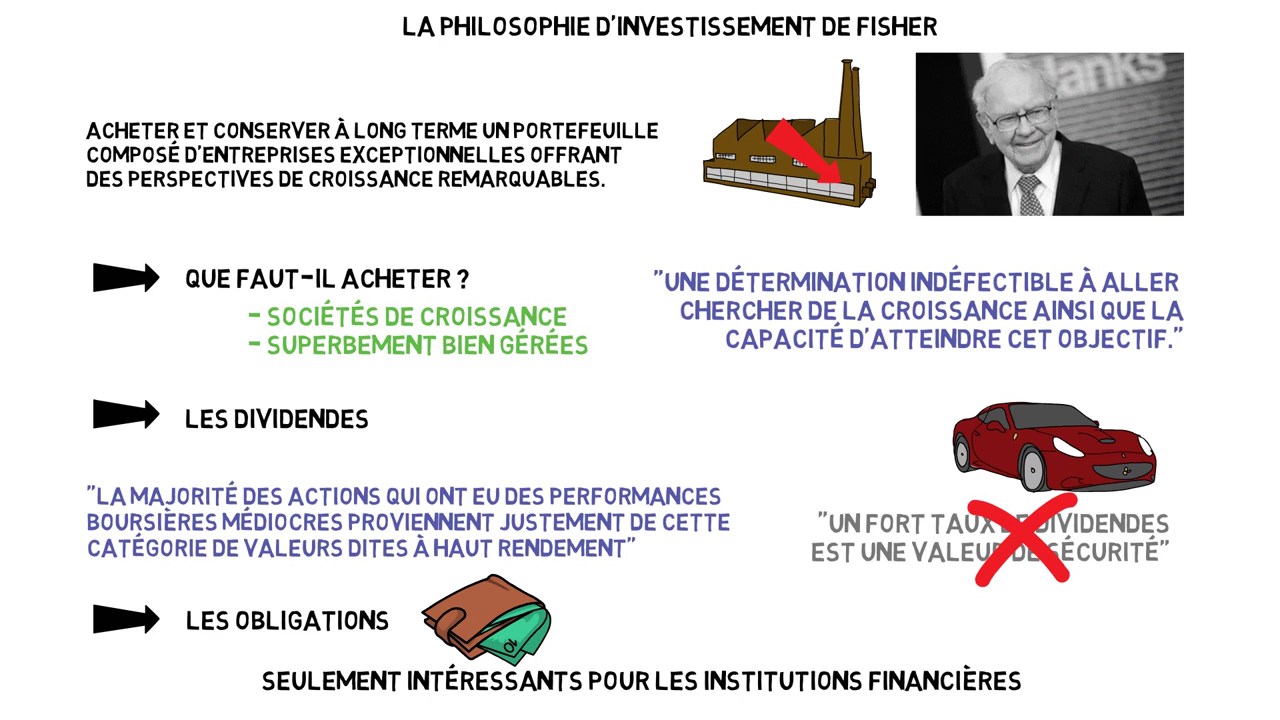 LA PHILOSOPHIE D'INVESTISSEMENT DE FISHER
anks
ACHETER ET CONSERVER À LONG TERME UN PORTEFEUILLE
COMPOSÉ D'ENTREPRISES EXCEPTIONNELLES OFFRANT
DES PERSPECTIVES DE CROISSANCE REMARQUABLES.
QUE FAUT-IL ACHETER ?
- SOCIÉTÉS DE CROISSANCE
- SUPERBEMENT BIEN GÉRÉES
"UNE DÉTERMINATION INDÉFECTIBLE À ALLER
CHERCHER DE LA CROISSANCE AINSI QUE LA
CAPACITÉ D'ATTEINDRE CET OBJECTIF."
LES DIVIDENDES
"LA MAJORITÉ DES ACTIONS QUI ONT EU DES PERFORMANCES
BOURSIÈRES MÉDIOCRES PROVIENNENT JUSTEMENT DE CETTE
CATÉGORIE DE VALEURS DITES À HAUT RENDEMENT"
"UN FORT TAUX DE DIVIDENDES
EST UNE VALEUR DE SÉCURITÉ"
LES OBLIGATIONS
10
SEULEMENT INTÉRESSANTS POUR LES INSTITUTIONS FINANCIÈRES